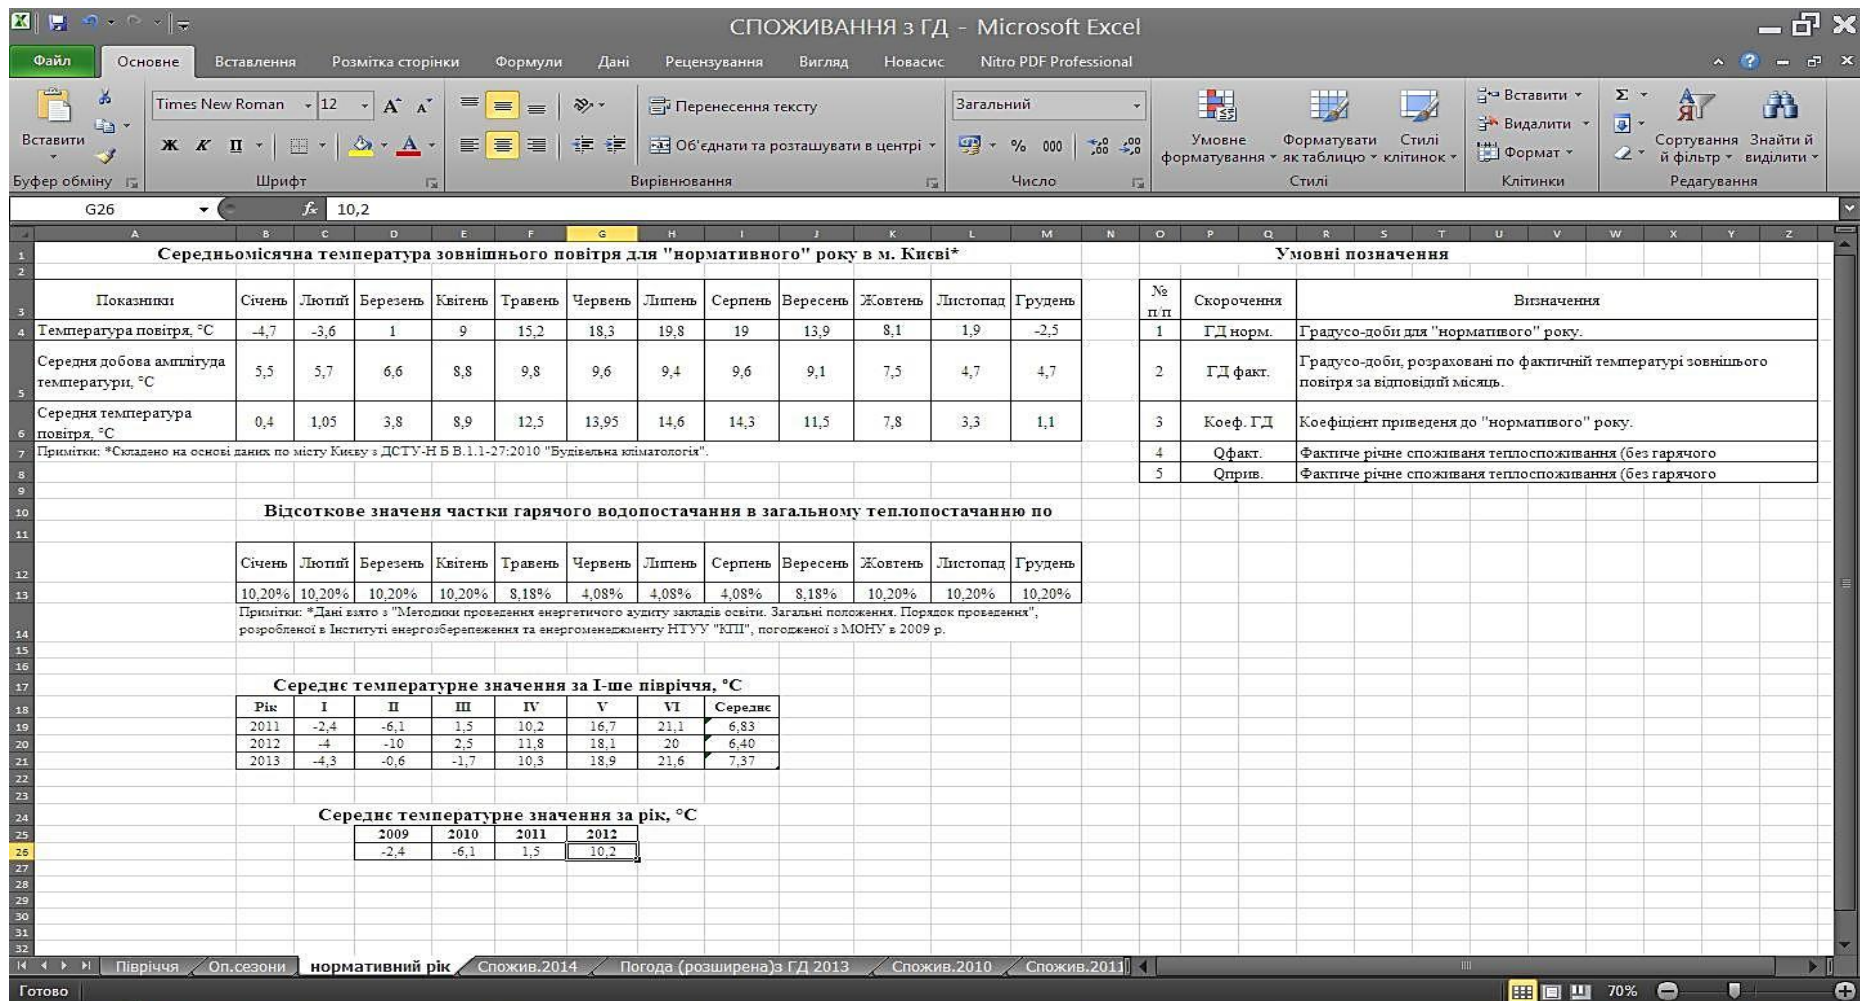 СПОЖИВАННЯ з ГД - Microsoft Excel
Файл Основне Вставлення Розмітка сторінки Формули Дані Рецензування Вигляд Новасис Nitro PDF Professional
Вставити
Times New Roman 12
Ж К П
Перенесення тексту
Об'єднати та розташувати в центрі
Загальний
% 000
Умовне форматування
Форматувати як таблицю
Стилі клітинок
Вставити
Видалити
Формат
Сортування й фільтр
Знайти й виділити
Буфер обміну Шрифт Вирівнювання Число Стилі Клітинки Редагування
G26 fx 10,2
A B C D E F G H I J K L M N O P Q R S T U V W X Y Z
Середньомісячна температура зовнішнього повітря для "нормативного" року в м. Києві*
Показники Січень Лютий Березень Квітень Травень Червень Липень Серпень Вересень Жовтень Листопад Грудень
Температура повітря, °С -4,7 -3,6 1 9 15,2 18,3 19,8 19 13,9 8,1 1,9 -2,5
Середня добова амплітуда температури, °С 5,5 5,7 6,6 8,8 9,8 9,6 9,4 9,6 9,1 7,5 4,7 4,7
Середня температура повітря, °С 0,4 1,05 3,8 8,9 12,5 13,95 14,6 14,3 11,5 7,8 3,3 1,1
Примітки: *Складено на основі даних по місту Києву з ДСТУ-Н Б В.1.1-27:2010 "Будівельна кліматологія".
Умовні позначення
№ п/п Скорочення Визначення
1 ГД норм. Градусо-доби для "нормативого" року.
2 ГД факт. Градусо-доби, розраховані по фактичній температурі зовнішього
повітря за відповідий місяць.
3 Коеф. ГД Коефіцієнт приведеня до "нормативого" року.
4 Qфакт. Фактиче річне споживаня теплоспоживання (без гарячого
5 Qприв. Фактиче річне споживаня теплоспоживання (без гарячого
Відсоткове значеня частки гарячого водопостачання в загальному теплопостачанню по
Січень Лютий Березень Квітень Травень Червень Липень Серпень Вересень Жовтень Листопад Грудень
10,20% 10,20% 10,20% 10,20% 8,18% 4,08% 4,08% 4,08% 8,18% 10,20% 10,20% 10,20%
Примітки: *Дані взято з "Методики проведення енергетичого аудиту закладів освіти. Загальні положення. Порядок проведення",
розробленої в Інституті енергозбереження та енергоменеджменту НТУУ "КПІ", погодженої з МОНУ в 2009 р.
Середнє температурне значення за І-ше півріччя, °С
Рік I II III IV V VI Середнє
2011 -2,4 -6,1 1,5 10,2 16,7 21,1 6,83
2012 -4 -10 2,5 11,8 18,1 20 6,40
2013 -4,3 -0,6 -1,7 10,3 18,9 21,6 7,37
Середнє температурне значення за рік, °С
2009 2010 2011 2012
-2,4 -6,1 1,5 10,2
Півріччя Оп.сезони нормативний рік Спожив.2014 Погода (розширена)з ГД 2013 Спожив.2010 Спожив.2011
Готово 70%